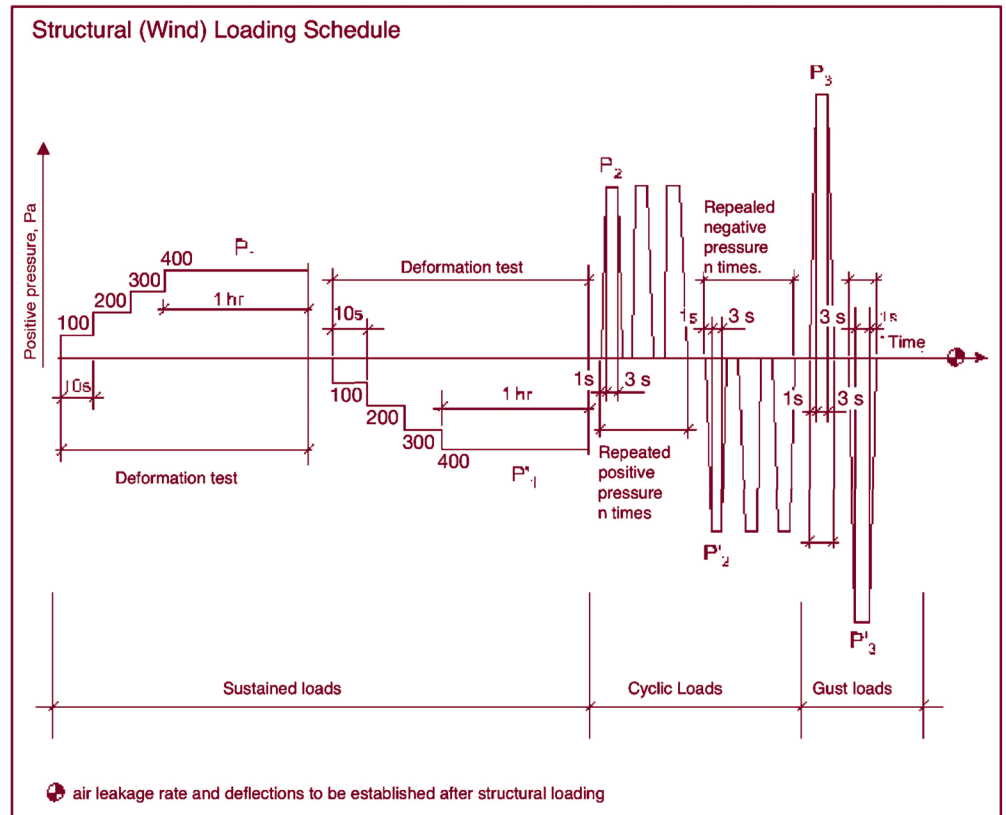 Structural (Wind) Loading Schedule
Positive pressure, Pa
100
200
300
400
P-
1 hr
10s
Deformation test
Deformation test
10s
100
200
300
400
1 hr
P'1
P2
1s
3 s
Repeated
positive
pressure
n times
Repealed
negative
pressure
n times.
1s
3 s
P'2
P3
1s
3 s
3 s
1s
Time
P'3
Sustained loads
Cyclic Loads
Gust loads
air leakage rate and deflections to be established after structural loading